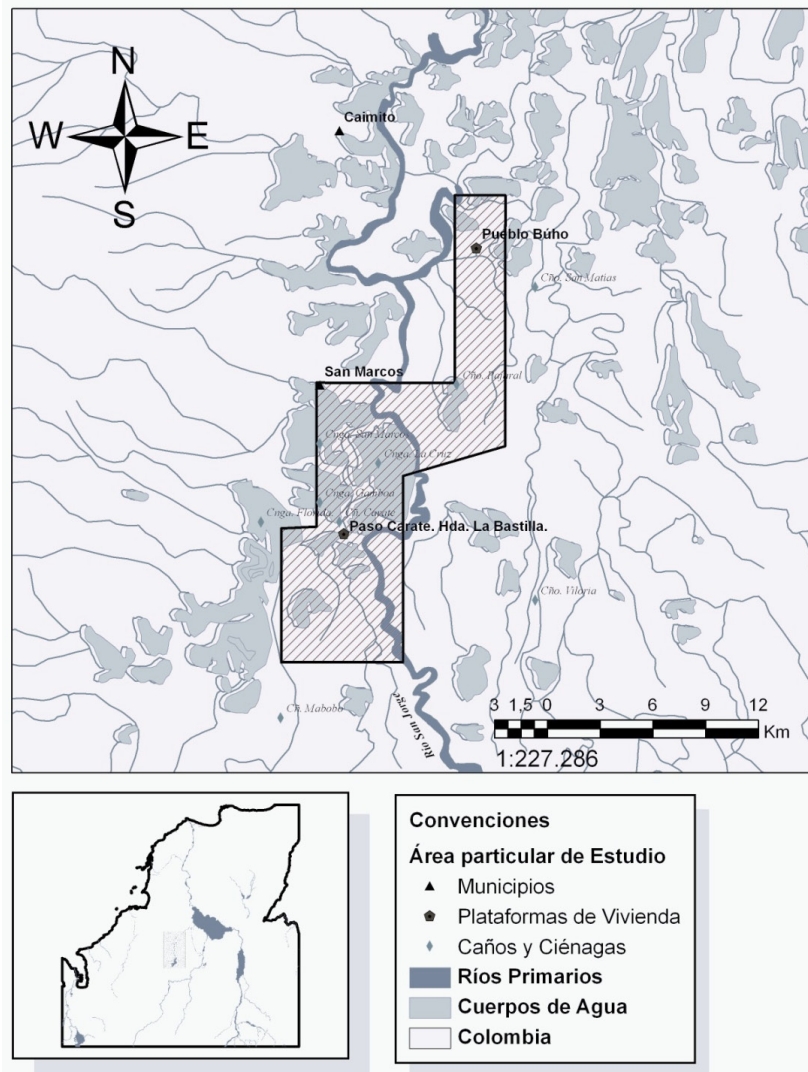 N
W E
S
Caimito
Pueblo Búho
Cño. San Matías
San Marcos
Cño. Pajaral
Cnga. San Marcos
Cnga. La Cruz
Cnga. Gamboa
Cnga. Florida. Cñ. Carate
Paso Carate. Hda. La Bastilla.
Cño. Viloria
Cñ. Mabobo
Río San Jorge
3 1,5 0 3 6 9 12
Km
1:227.286
Convenciones
Área particular de Estudio
Municipios
Plataformas de Vivienda
Caños y Ciénagas
Ríos Primarios
Cuerpos de Agua
Colombia